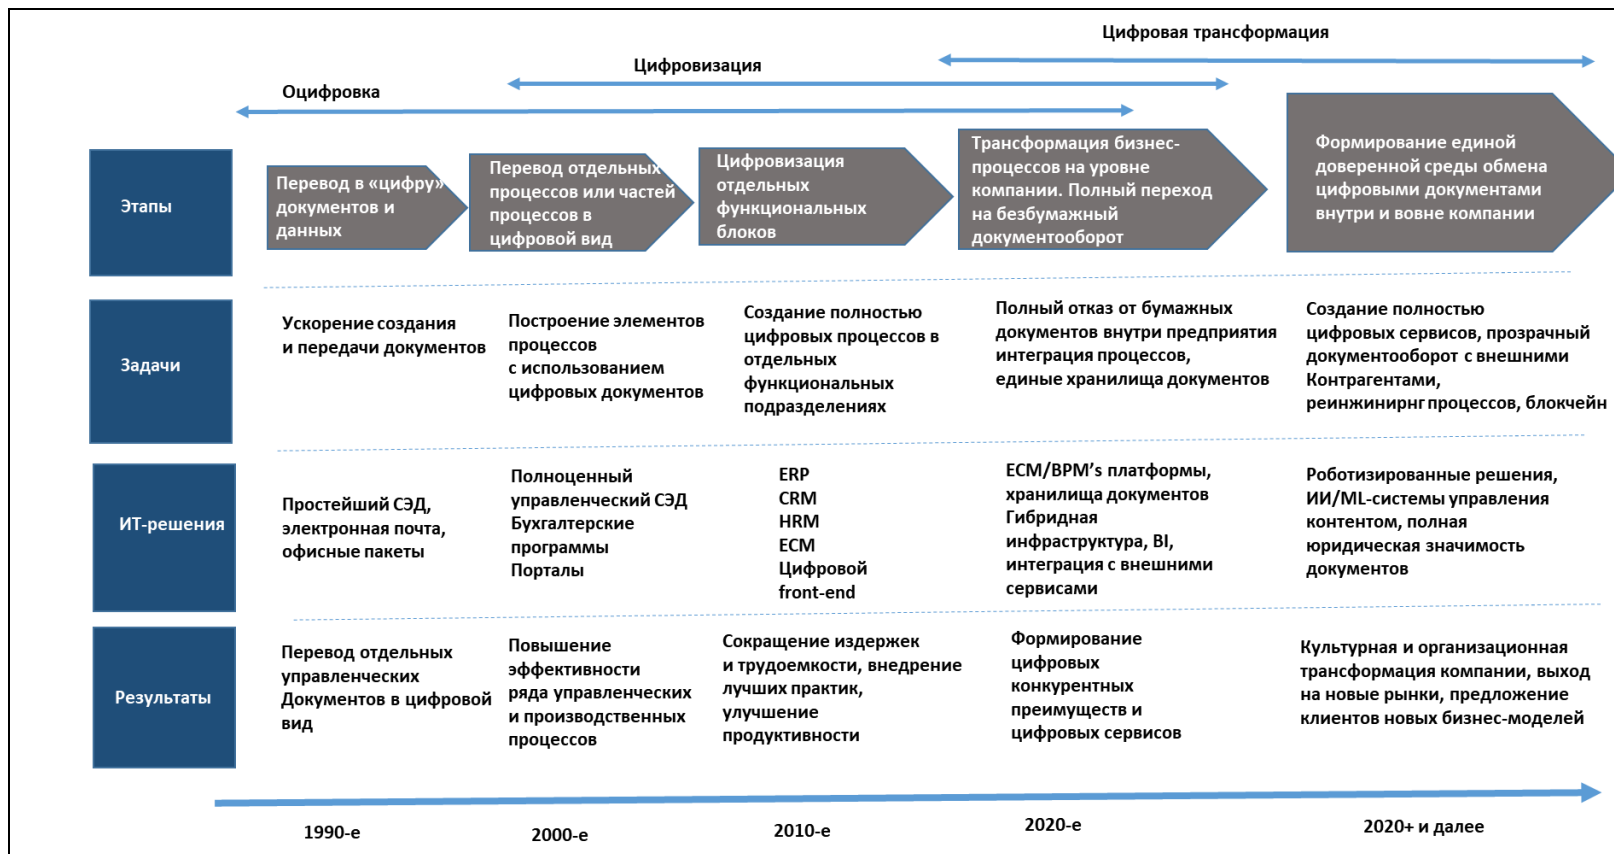 Цифровая трансформация
Цифровизация
Оцифровка
Этапы
Перевод в «цифру»
документов и
данных
Перевод отдельных
процессов или частей
процессов в
цифровой вид
Цифровизация
отдельных
функциональных
блоков
Трансформация бизнес-
процессов на уровне
компании. Полный переход
на безбумажный
документооборот
Формирование единой
доверенной среды обмена
цифровыми документами
внутри и вовне компании
Задачи
Ускорение создания
и передачи документов
Построение элементов
процессов
с использованием
цифровых документов
Создание полностью
цифровых процессов в
отдельных
функциональных
подразделениях
Полный отказ от бумажных
документов внутри предприятия
интеграция процессов,
единые хранилища документов
Создание полностью
цифровых сервисов, прозрачный
документооборот с внешними
Контрагентами,
реинжинирнг процессов, блокчейн
ИТ-решения
Простейший СЭД,
электронная почта,
офисные пакеты
Полноценный
управленческий СЭД
Бухгалтерские
программы
Порталы
ERP
CRM
HRM
ECM
Цифровой
front-end
ECM/BPM’s платформы,
хранилища документов
Гибридная
инфраструктура, BI,
интеграция с внешними
сервисами
Роботизированные решения,
ИИ/ML-системы управления
контентом, полная
юридическая значимость
документов
Результаты
Перевод отдельных
управленческих
Документов в цифровой
вид
Повышение
эффективности
ряда управленческих
и производственных
процессов
Сокращение издержек
и трудоемкости, внедрение
лучших практик,
улучшение
продуктивности
Формирование
цифровых
конкурентных
преимуществ и
цифровых сервисов
Культурная и организационная
трансформация компании, выход
на новые рынки, предложение
клиентов новых бизнес-моделей
1990-е
2000-е
2010-е
2020-е
2020+ и далее